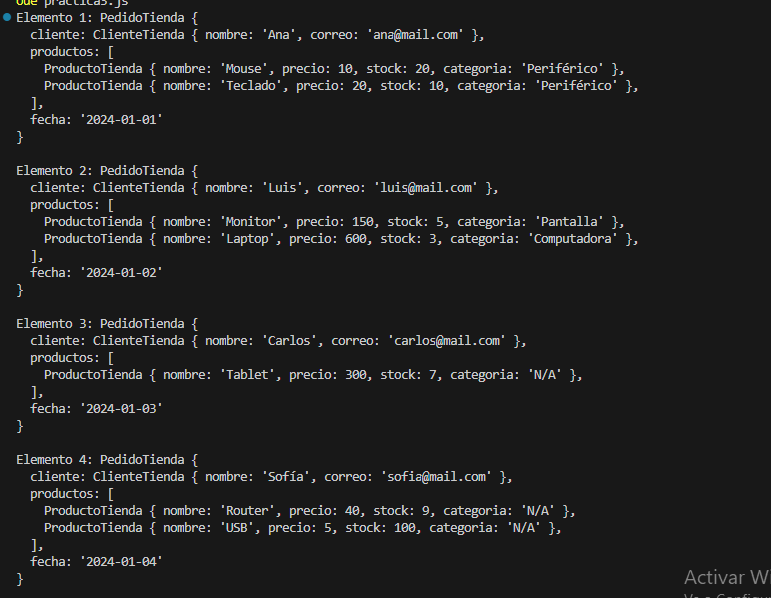 ode practica3.js
Elemento 1: PedidoTienda {
  cliente: ClienteTienda { nombre: 'Ana', correo: 'ana@mail.com' },
  productos: [
    ProductoTienda { nombre: 'Mouse', precio: 10, stock: 20, categoria: 'Periférico' },
    ProductoTienda { nombre: 'Teclado', precio: 20, stock: 10, categoria: 'Periférico' },
  ],
  fecha: '2024-01-01'
}
Elemento 2: PedidoTienda {
  cliente: ClienteTienda { nombre: 'Luis', correo: 'luis@mail.com' },
  productos: [
    ProductoTienda { nombre: 'Monitor', precio: 150, stock: 5, categoria: 'Pantalla' },
    ProductoTienda { nombre: 'Laptop', precio: 600, stock: 3, categoria: 'Computadora' },
  ],
  fecha: '2024-01-02'
}
Elemento 3: PedidoTienda {
  cliente: ClienteTienda { nombre: 'Carlos', correo: 'carlos@mail.com' },
  productos: [
    ProductoTienda { nombre: 'Tablet', precio: 300, stock: 7, categoria: 'N/A' },
  ],
  fecha: '2024-01-03'
}
Elemento 4: PedidoTienda {
  cliente: ClienteTienda { nombre: 'Sofía', correo: 'sofia@mail.com' },
  productos: [
    ProductoTienda { nombre: 'Router', precio: 40, stock: 9, categoria: 'N/A' },
    ProductoTienda { nombre: 'USB', precio: 5, stock: 100, categoria: 'N/A' },
  ],
  fecha: '2024-01-04'
}
Activar Wi